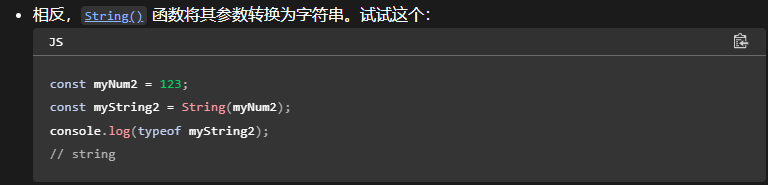 • 相反，String() 函数将其参数转换为字符串。试试这个：
JS
const myNum2 = 123;
const myString2 = String(myNum2);
console.log(typeof myString2);
// string